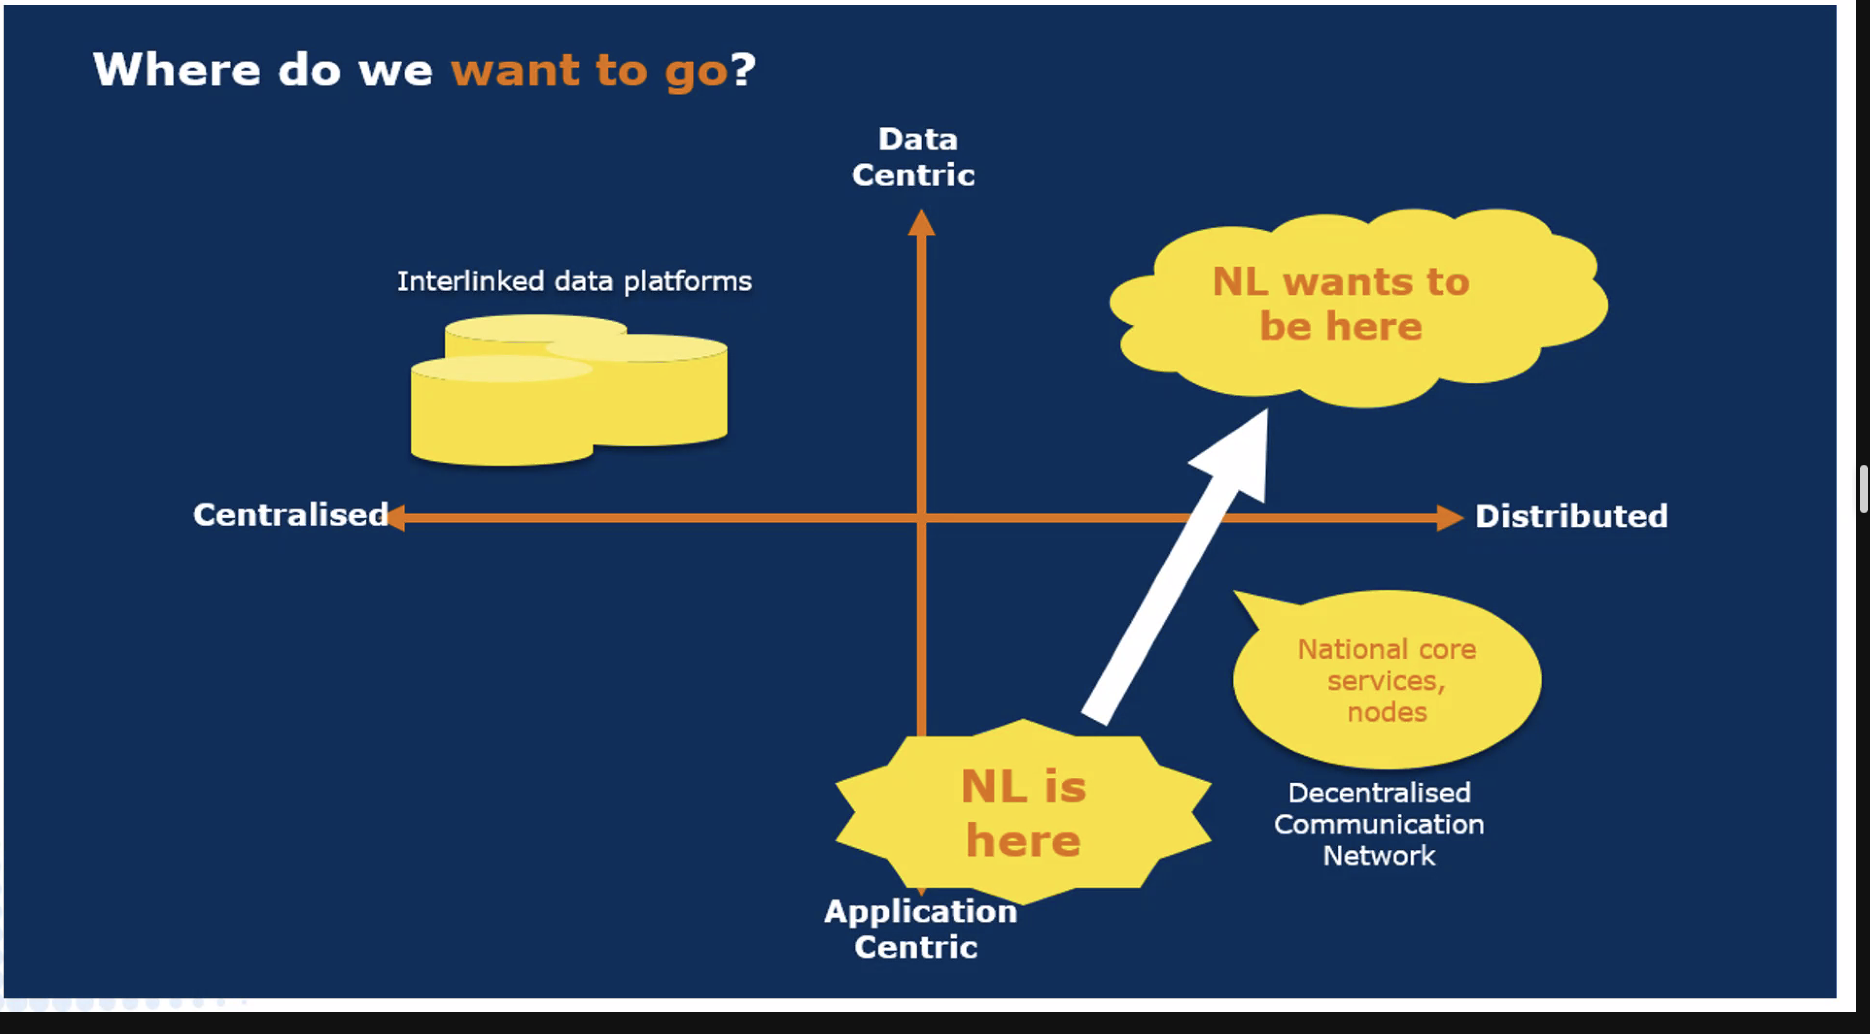 Where do we want to go?
Data
Centric
Interlinked data platforms
NL wants to
be here
Centralised
Distributed
National core
services,
nodes
NL is
here
Decentralised
Communication
Network
Application
Centric